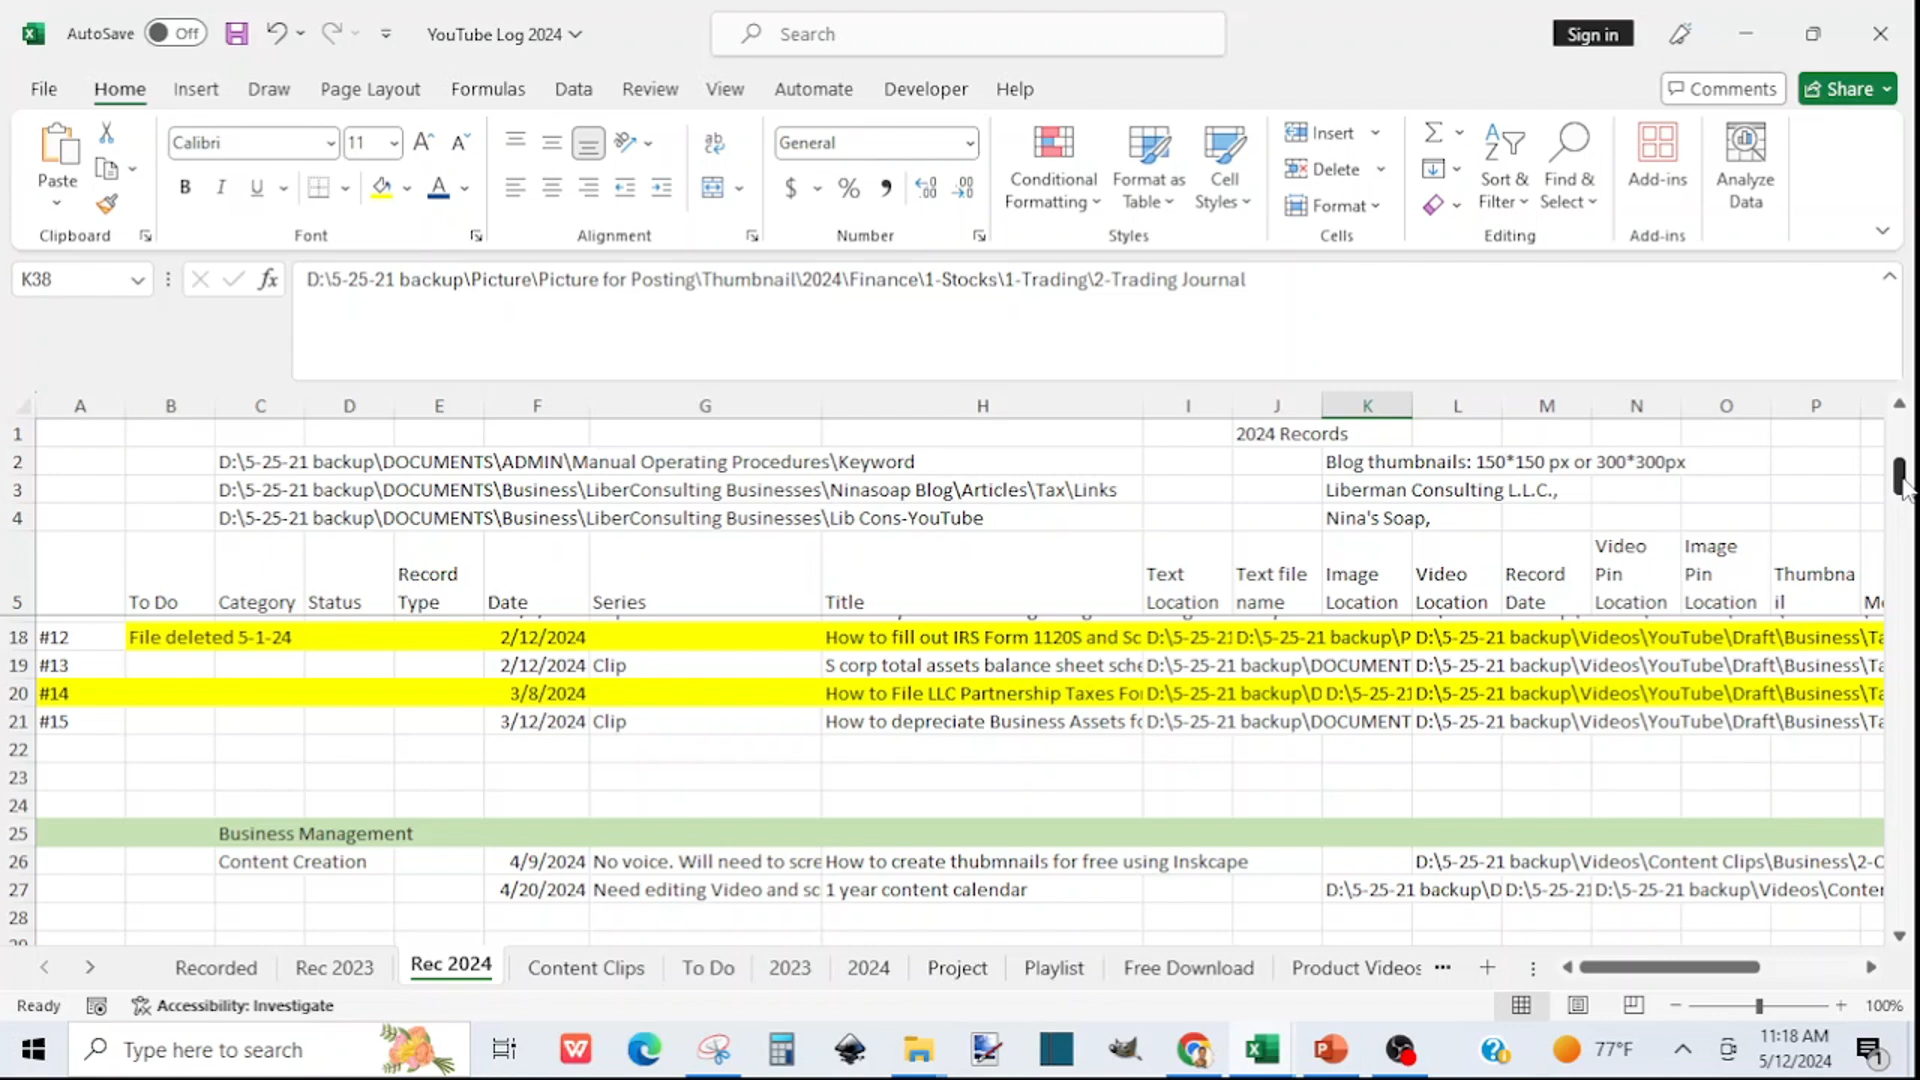 AutoSave Off YouTube Log 2024 Search Sign in
File Home Insert Draw Page Layout Formulas Data Review View Automate Developer Help Comments Share
Paste Calibri 11 General Conditional Formatting Format as Table Cell Styles Insert Delete Format Sort & Filter Find & Select Add-ins Analyze Data
Clipboard Font Alignment Number Styles Cells Editing Add-ins
K38 fx D:\5-25-21 backup\Picture\Picture for Posting\Thumbnail\2024\Finance\1-Stocks\1-Trading\2-Trading Journal
A B C D E F G H I J K L M N O P
1 2024 Records
2 D:\5-25-21 backup\DOCUMENTS\ADMIN\Manual Operating Procedures\Keyword Blog thumbnails: 150*150 px or 300*300px
3 D:\5-25-21 backup\DOCUMENTS\Business\LiberConsulting Businesses\Ninasoap Blog\Articles\Tax\Links Liberman Consulting L.L.C.,
4 D:\5-25-21 backup\DOCUMENTS\Business\LiberConsulting Businesses\Lib Cons-YouTube Nina's Soap,
5 To Do Category Status Record Type Date Series Title Text Location Text file name Image Location Video Location Record Date Video Pin Location Image Pin Location Thumbnail
18 #12 File deleted 5-1-24 2/12/2024 How to fill out IRS Form 1120S and Sc D:\5-25-21 D:\5-25-21 backup\P D:\5-25-21 backup\Videos\YouTube\Draft\Business\Ta
19 #13 2/12/2024 Clip S corp total assets balance sheet sche D:\5-25-21 backup\DOCUMENT D:\5-25-21 backup\Videos\YouTube\Draft\Business\Ta
20 #14 3/8/2024 How to File LLC Partnership Taxes Fo D:\5-25-21 backup\D D:\5-25-21 D:\5-25-21 backup\Videos\YouTube\Draft\Business\Ta
21 #15 3/12/2024 Clip How to depreciate Business Assets fo D:\5-25-21 backup\DOCUMENT D:\5-25-21 backup\Videos\YouTube\Draft\Business\Ta
22
23
24
25 Business Management
26 Content Creation 4/9/2024 No voice. Will need to scre How to create thubmnails for free using Inskcape D:\5-25-21 backup\Videos\Content Clips\Business\2-C
27 4/20/2024 Need editing Video and sc 1 year content calendar D:\5-25-21 backup\D D:\5-25-21 D:\5-25-21 backup\Videos\Conter
28
Recorded Rec 2023 Rec 2024 Content Clips To Do 2023 2024 Project Playlist Free Download Product Videos ···
Ready Accessibility: Investigate 100%
Type here to search 77°F 11:18 AM
5/12/2024